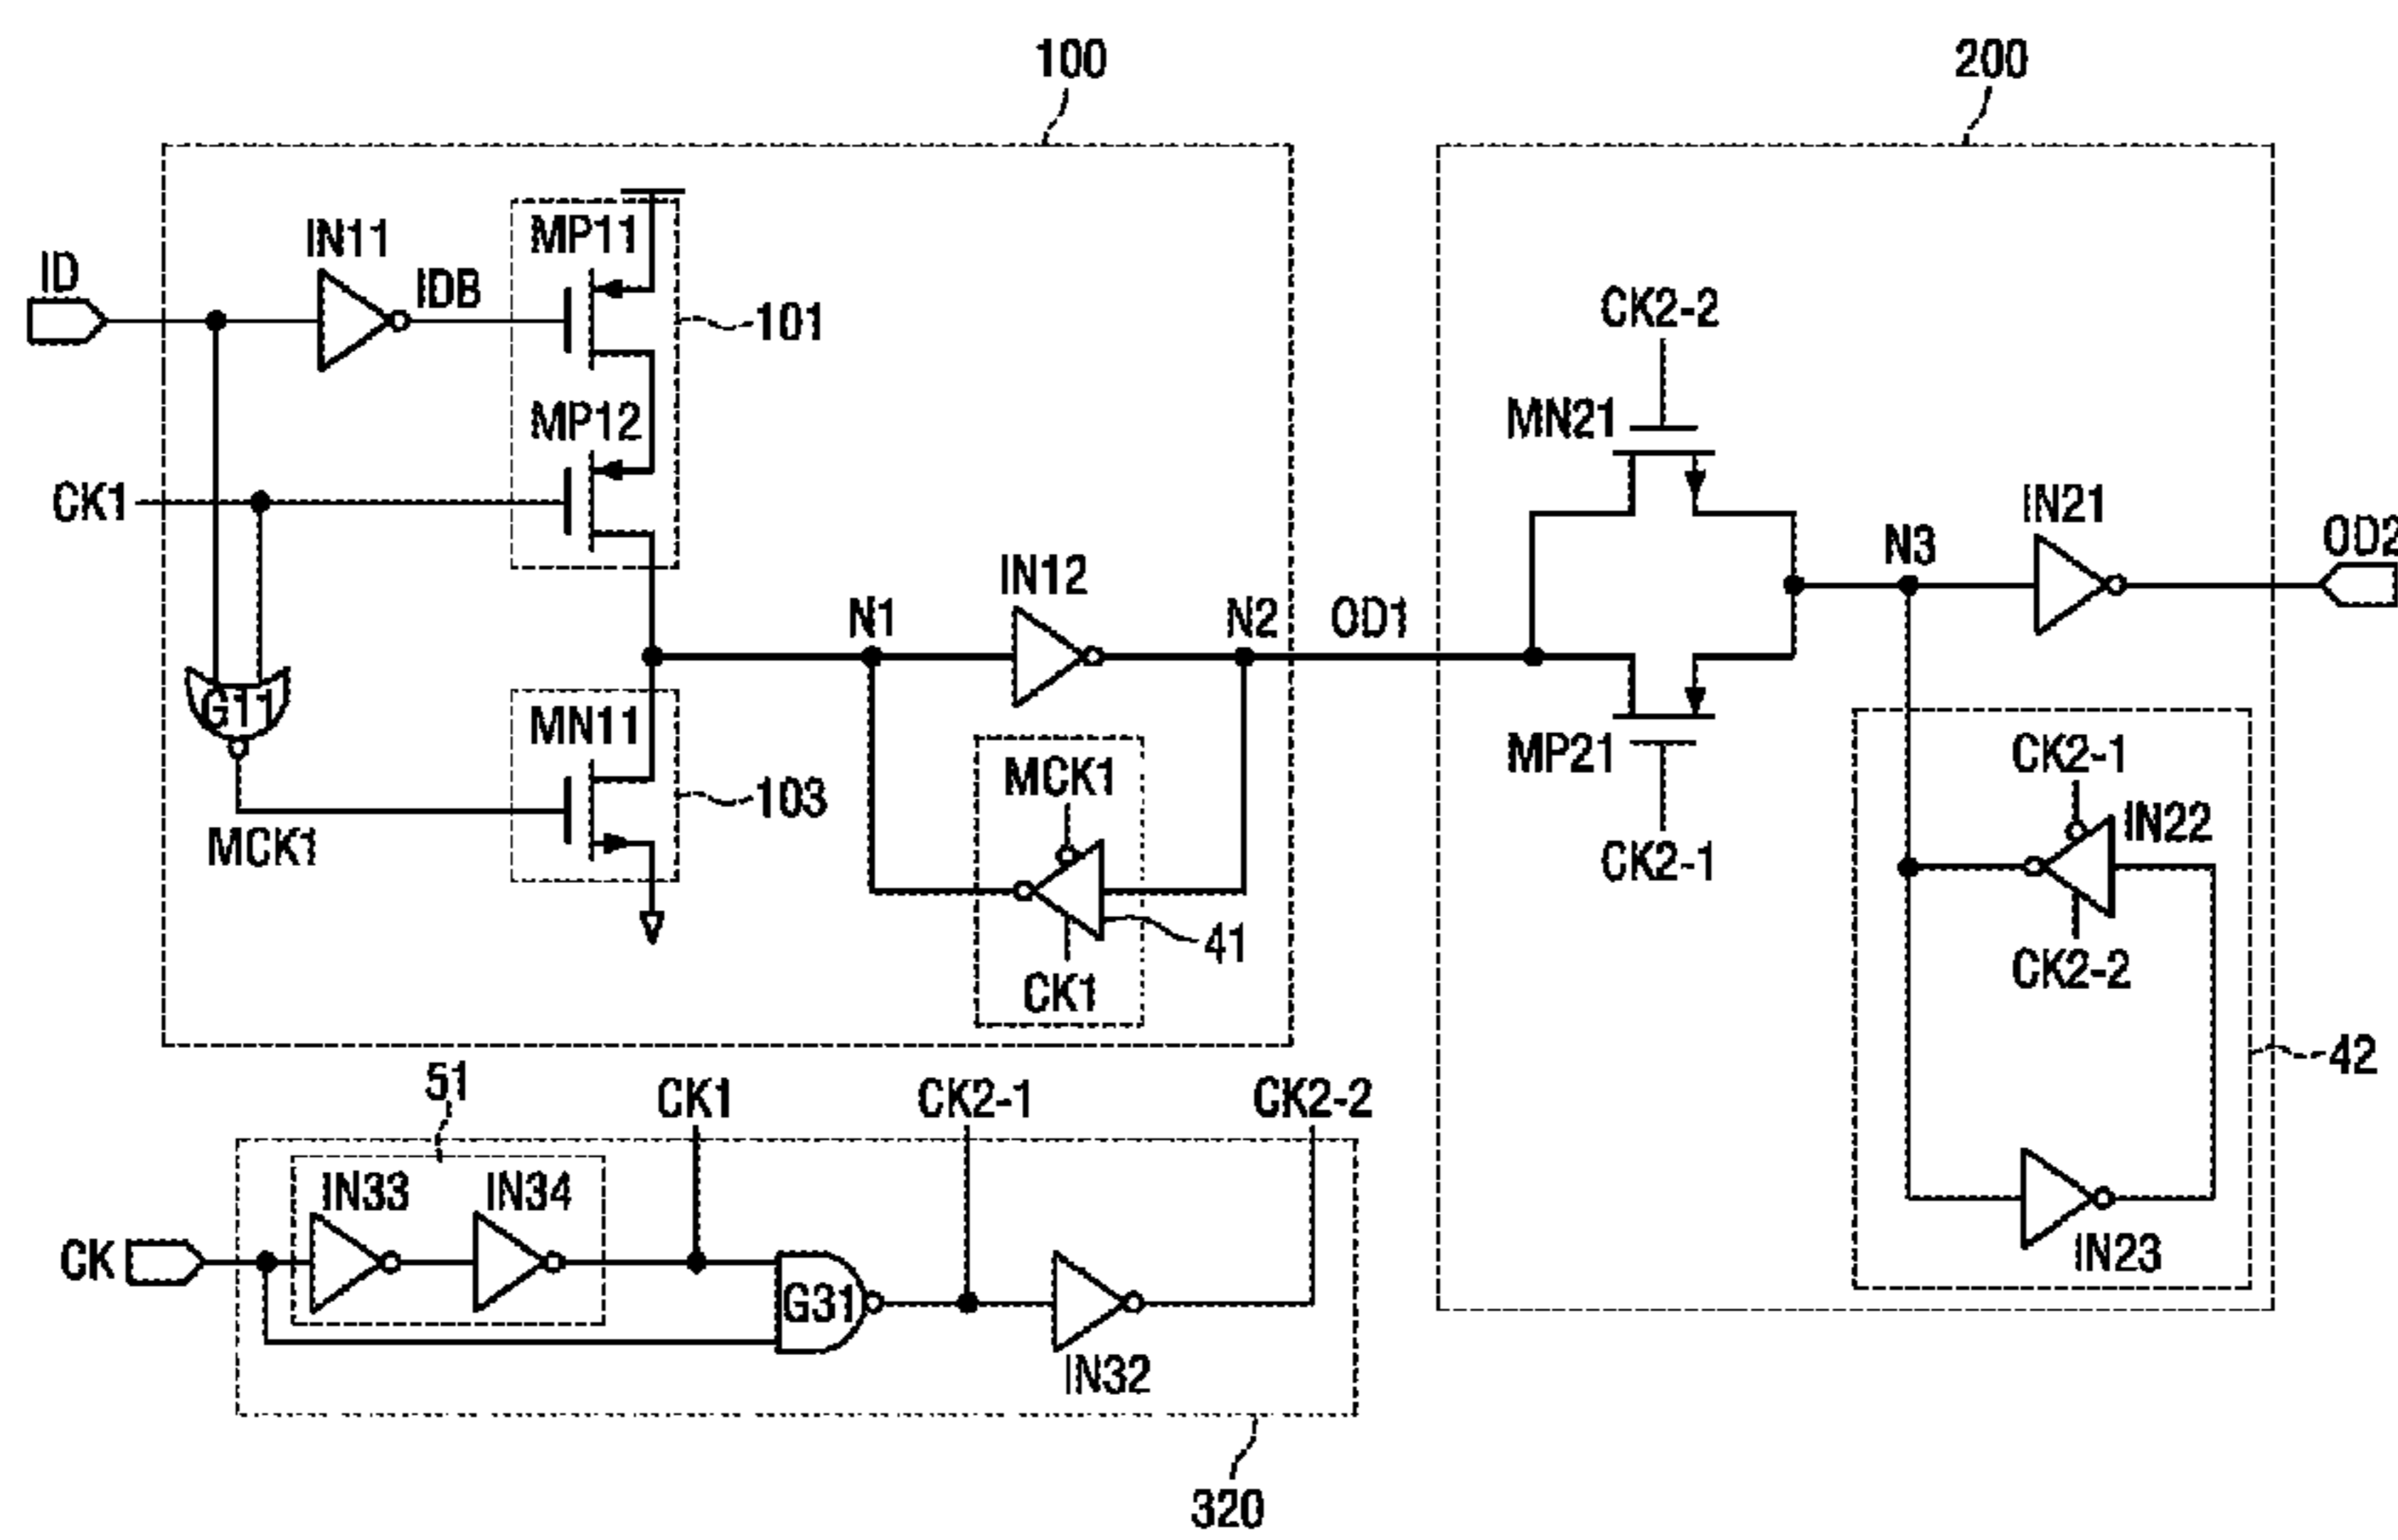 100
200
MP11
IN11
ID
IDB
101
CK2-2
MP12
MN21
CK1
IN21
N3
OD2
IN12
N1
N2
OD1
G11
MN11
CK2-1
MP21
MCK1
103
IN22
MCK1
CK2-1
41
CK2-2
CK1
42
51
CK1
CK2-1
CK2-2
IN33
IN34
IN23
CK
G31
IN32
320